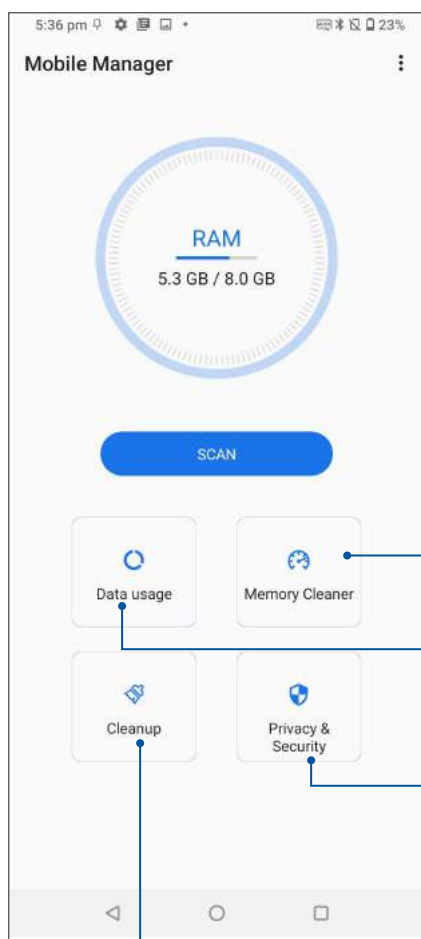 5:36 pm 23%
Mobile Manager
RAM
5.3 GB / 8.0 GB
SCAN
Data usage
Memory Cleaner
Cleanup
Privacy &
Security